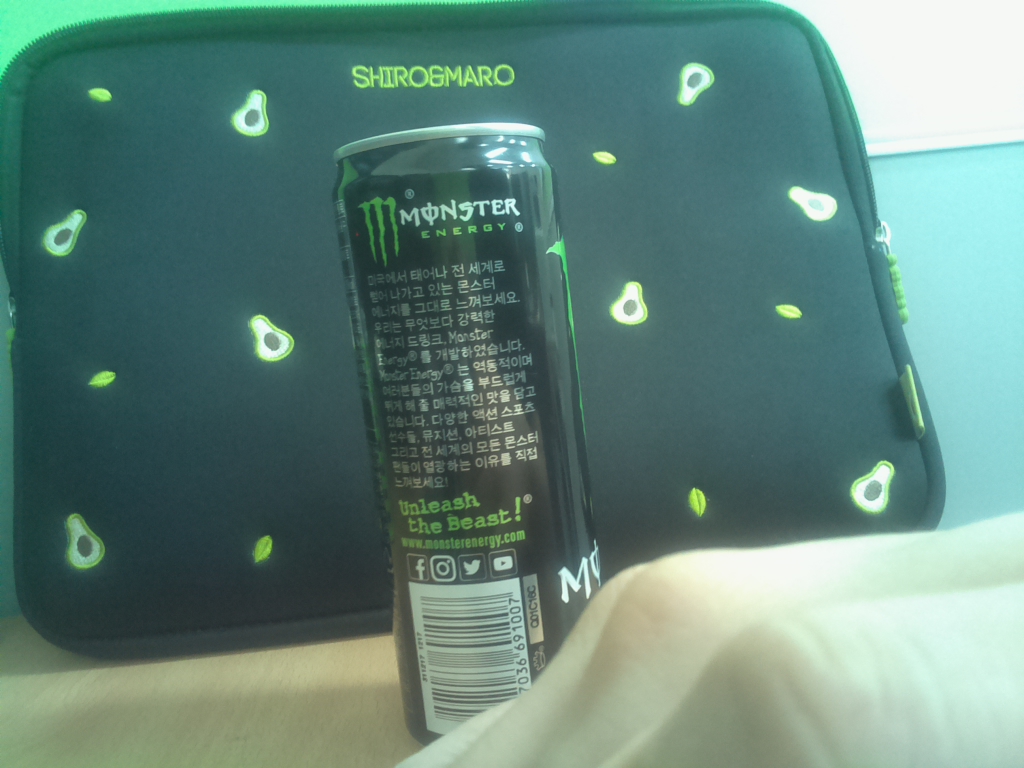 SHIRO&MARO
MONSTER
ENERGY
미국에서 태어나 전 세계로
뻗어 나가고 있는 몬스터
에너지를 그대로 느껴보세요.
우리는 무엇보다 강력한
에너지 드링크, Monster
Energy® 를 개발하였습니다.
Monster Energy® 는 역동적이며
여러분들의 가슴을 부드럽게
뛰게 해 줄 매력적인 맛을 담고
있습니다. 다양한 액션 스포츠
선수들, 뮤지션, 아티스트
그리고 전 세계의 모든 몬스터
팬들이 열광하는 이유를 직접
느껴보세요!
Unleash
the Beast!®
www.monsterenergy.com
7036 691007